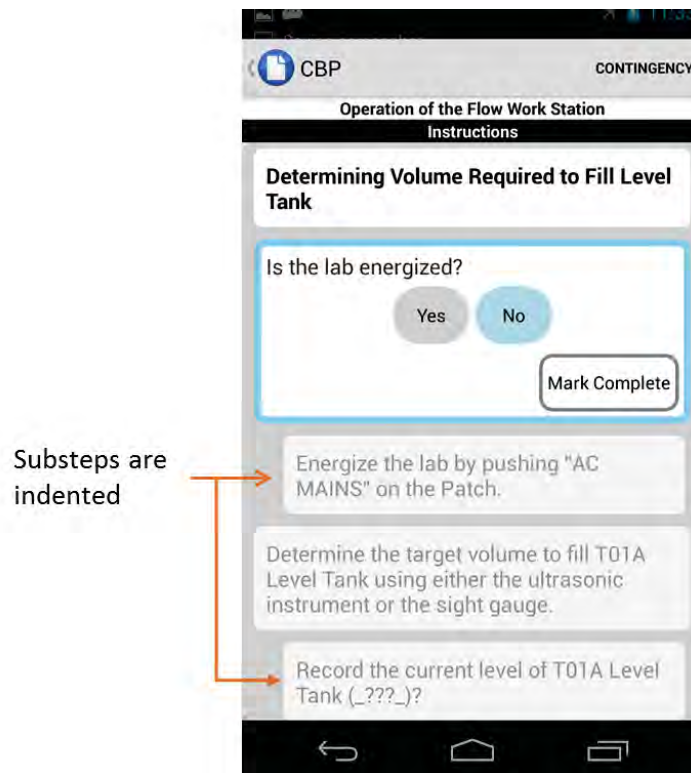 CBP
CONTINGENCY
Operation of the Flow Work Station
Instructions
Determining Volume Required to Fill Level
Tank
Is the lab energized?
Yes
No
Mark Complete
Substeps are
indented
Energize the lab by pushing "AC
MAINS" on the Patch.
Determine the target volume to fill T01A
Level Tank using either the ultrasonic
instrument or the sight gauge.
Record the current level of T01A Level
Tank (_???_)?